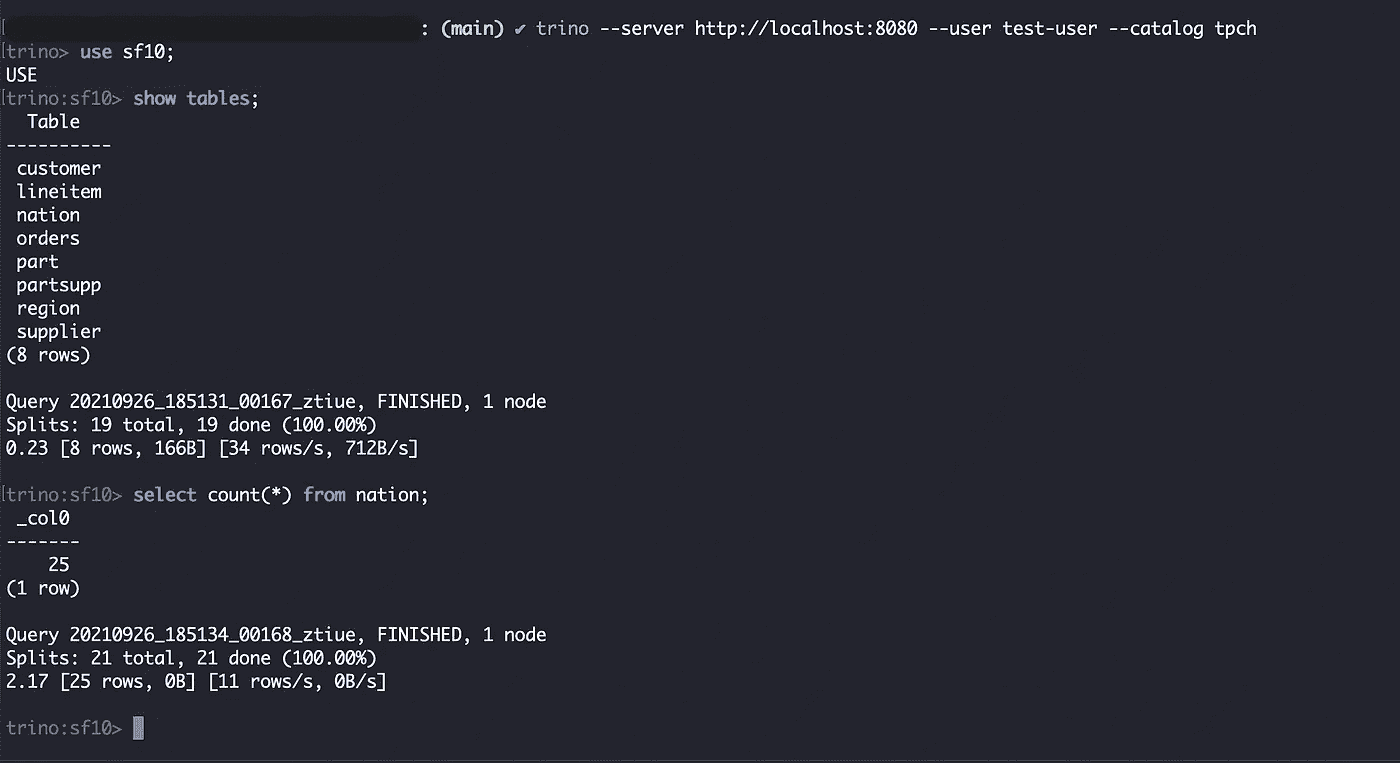 : (main) ✔ trino --server http://localhost:8080 --user test-user --catalog tpch
[trino> use sf10;
USE
[trino:sf10> show tables;
Table
----------
customer
lineitem
nation
orders
part
partsupp
region
supplier
(8 rows)
Query 20210926_185131_00167_ztiue, FINISHED, 1 node
Splits: 19 total, 19 done (100.00%)
0.23 [8 rows, 166B] [34 rows/s, 712B/s]
[trino:sf10> select count(*) from nation;
_col0
-------
25
(1 row)
Query 20210926_185134_00168_ztiue, FINISHED, 1 node
Splits: 21 total, 21 done (100.00%)
2.17 [25 rows, 0B] [11 rows/s, 0B/s]
trino:sf10>